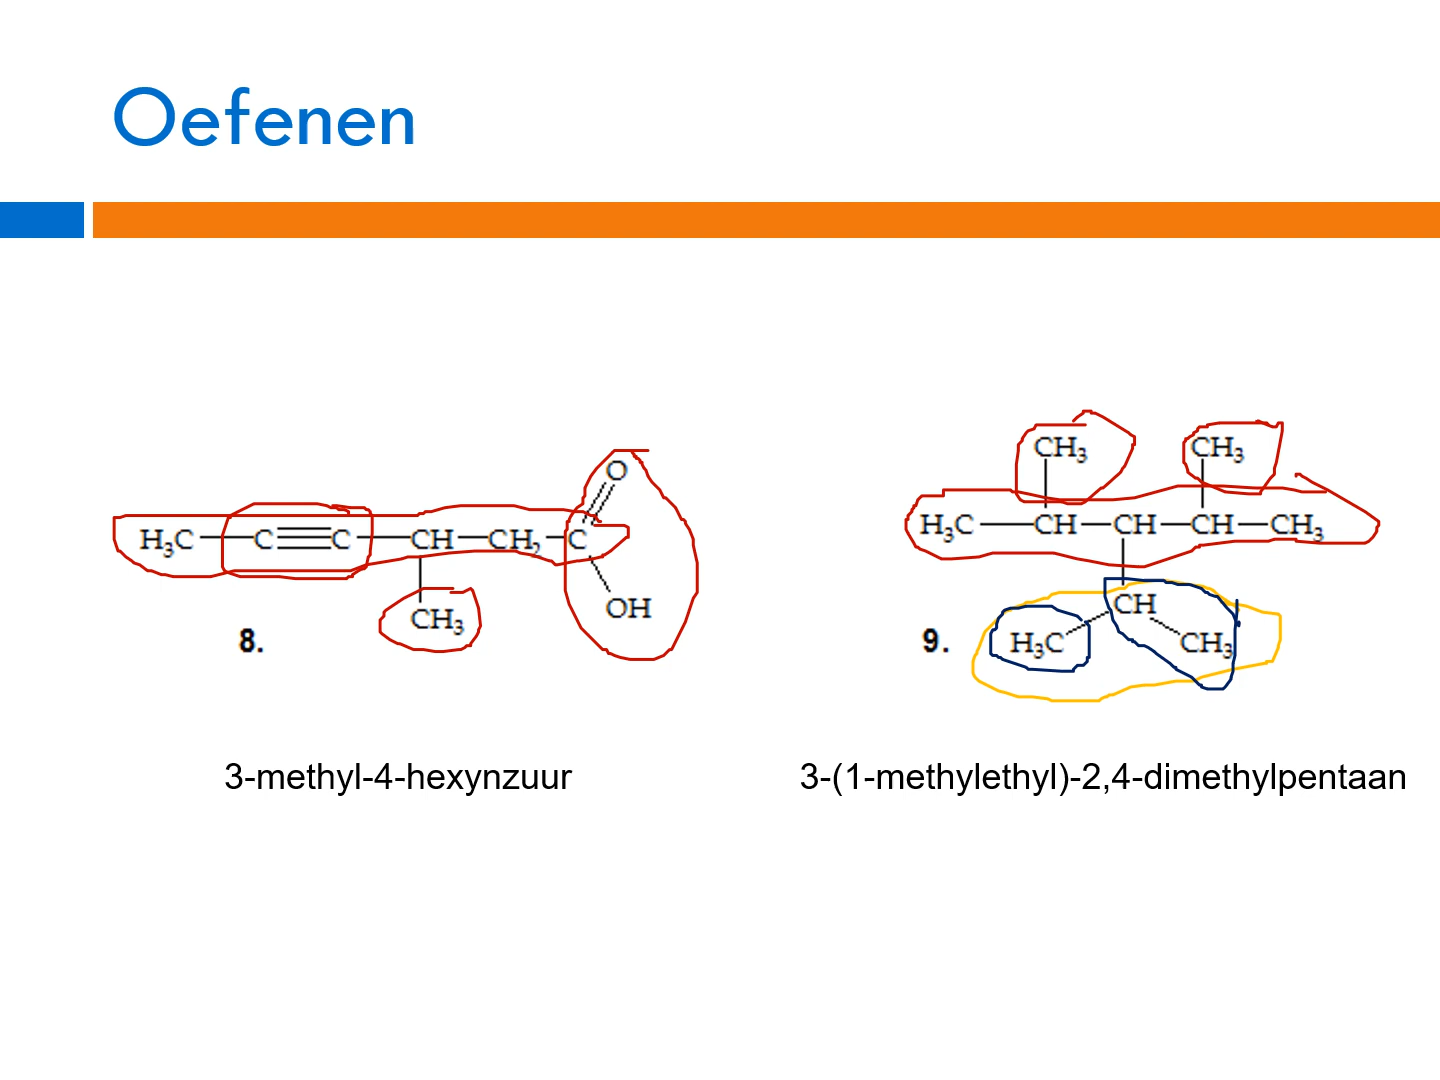 Oefenen
O
H₃C—C≡C—CH—CH₂—C
OH
CH₃
8.
3-methyl-4-hexynzuur
CH₃ CH₃
H₃C—CH—CH—CH—CH₃
CH
H₃C CH₃
9.
3-(1-methylethyl)-2,4-dimethylpentaan